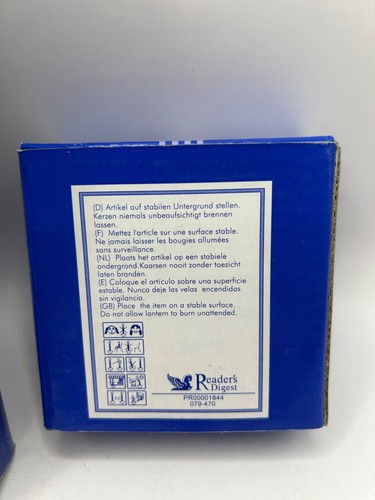 (D) Artikel auf stabilen Untergrund stellen.
Kerzen niemals unbeaufsichtigt brennen
lassen.
(F) Mettez l'article sur une surface stable.
Ne jamais laisser les bougies allumées
sans surveillance.
(NL) Plaats het artikel op een stabiele
ondergrond.Kaarsen nooit zonder toezicht
laten branden.
(E) Coloque el artículo sobre una superficie
estable. Nunca deje las velas encendidas
sin vigilancia.
(GB) Place the item on a stable surface.
Do not allow lantern to burn unattended.
Reader's
Digest
PR00001844
079-470